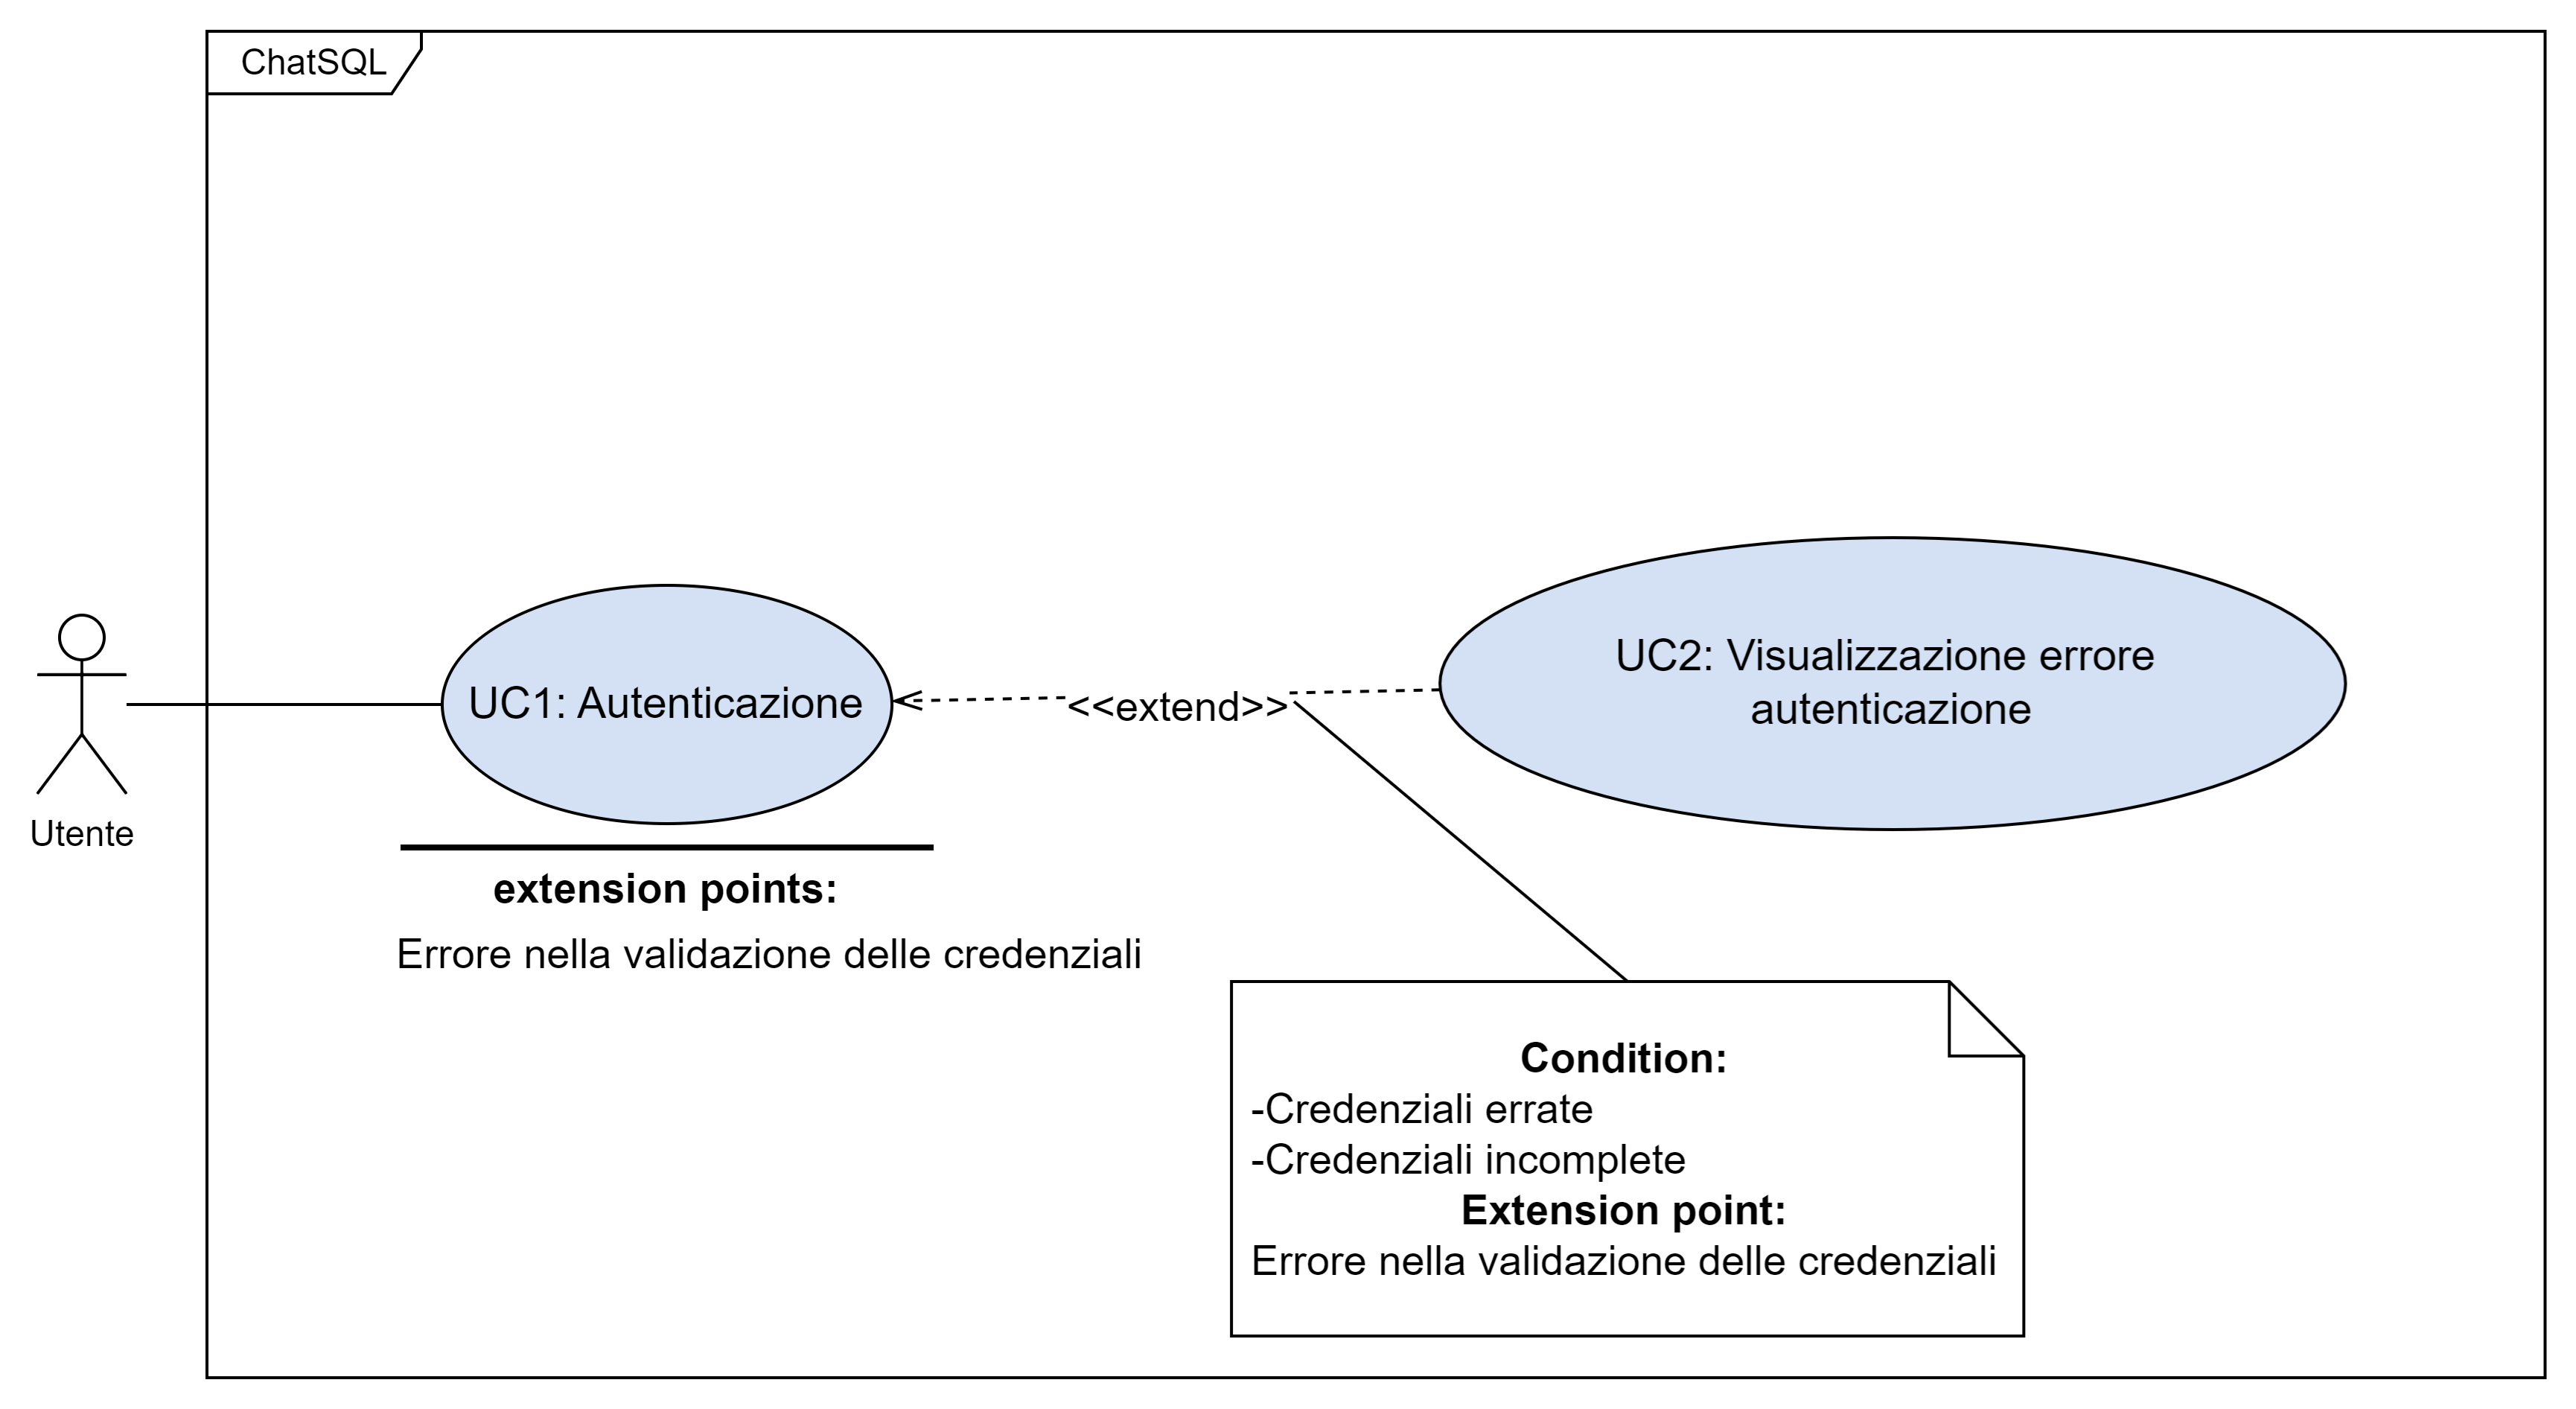 ChatSQL
UC1: Autenticazione
<<extend>>
UC2: Visualizzazione errore
autenticazione
Utente
extension points:
Errore nella validazione delle credenziali
Condition:
-Credenziali errate
-Credenziali incomplete
Extension point:
Errore nella validazione delle credenziali